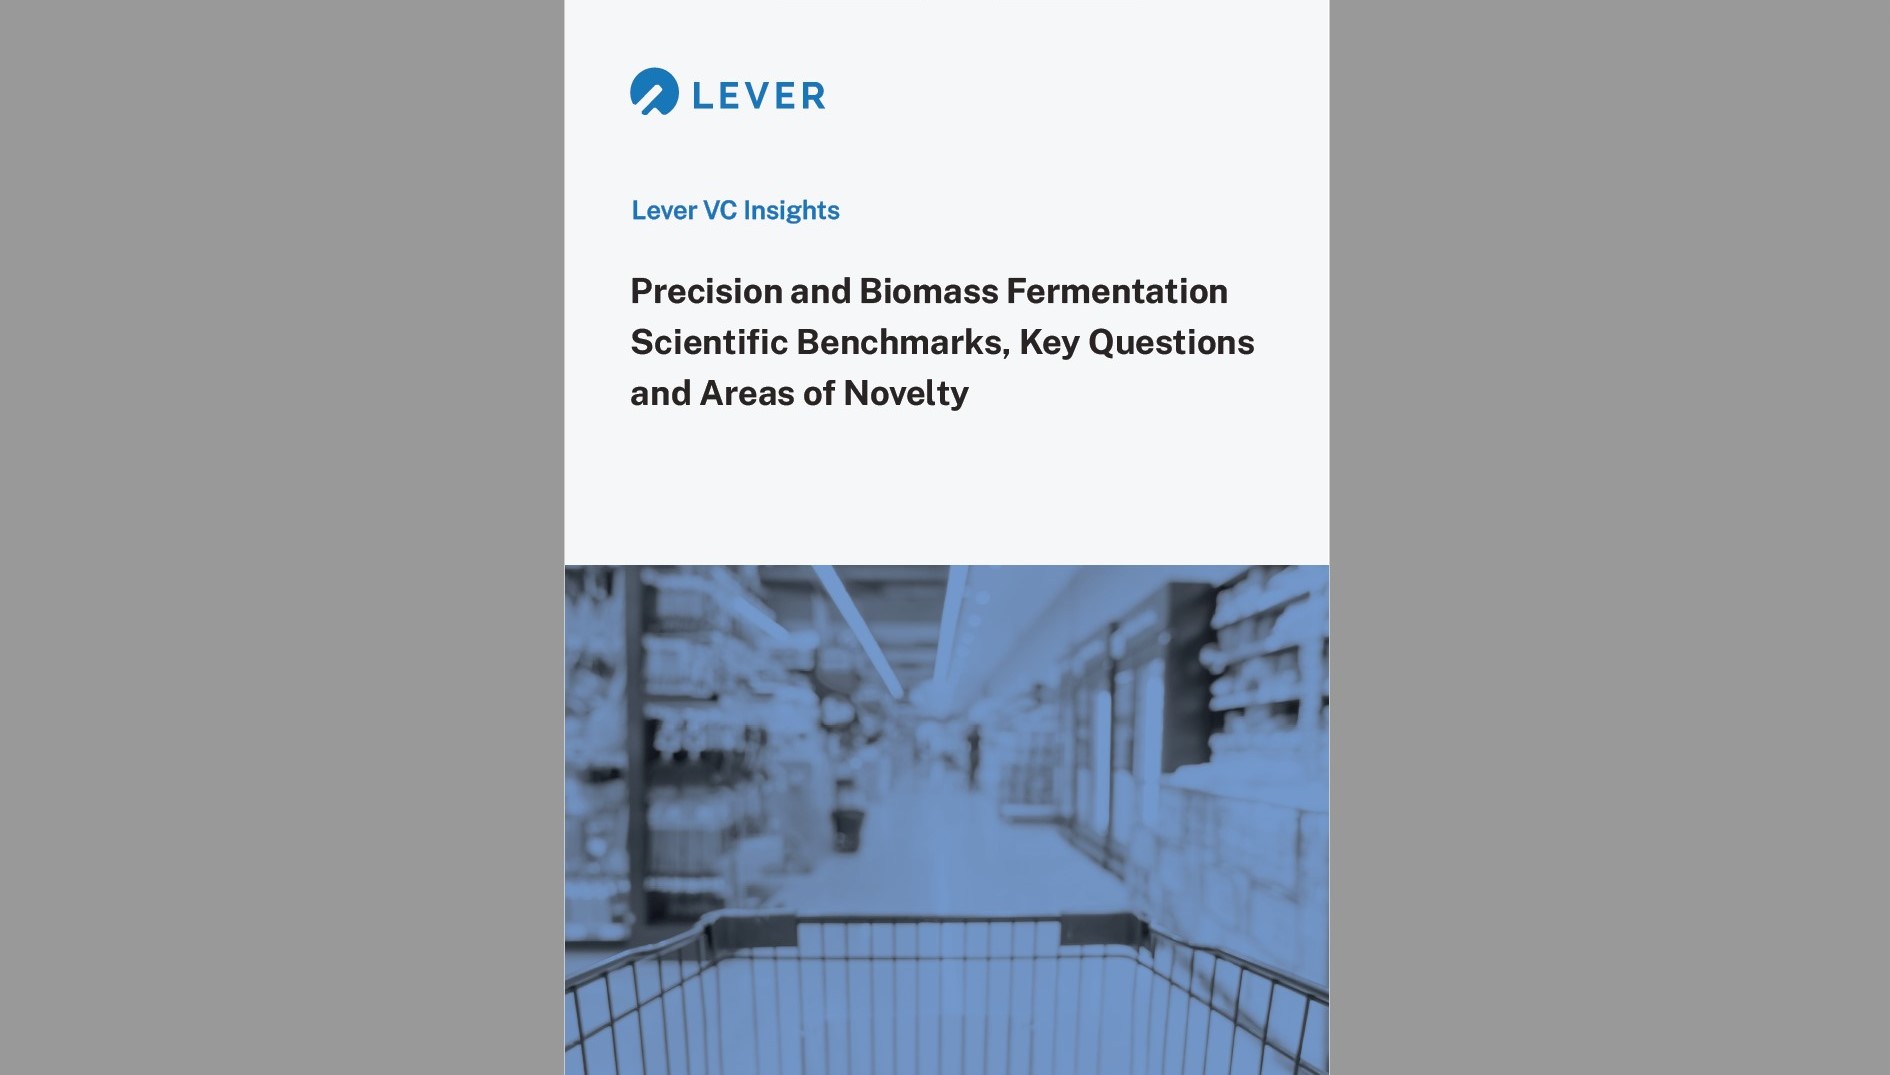 LEVER
Lever VC Insights
Precision and Biomass Fermentation
Scientific Benchmarks, Key Questions
and Areas of Novelty